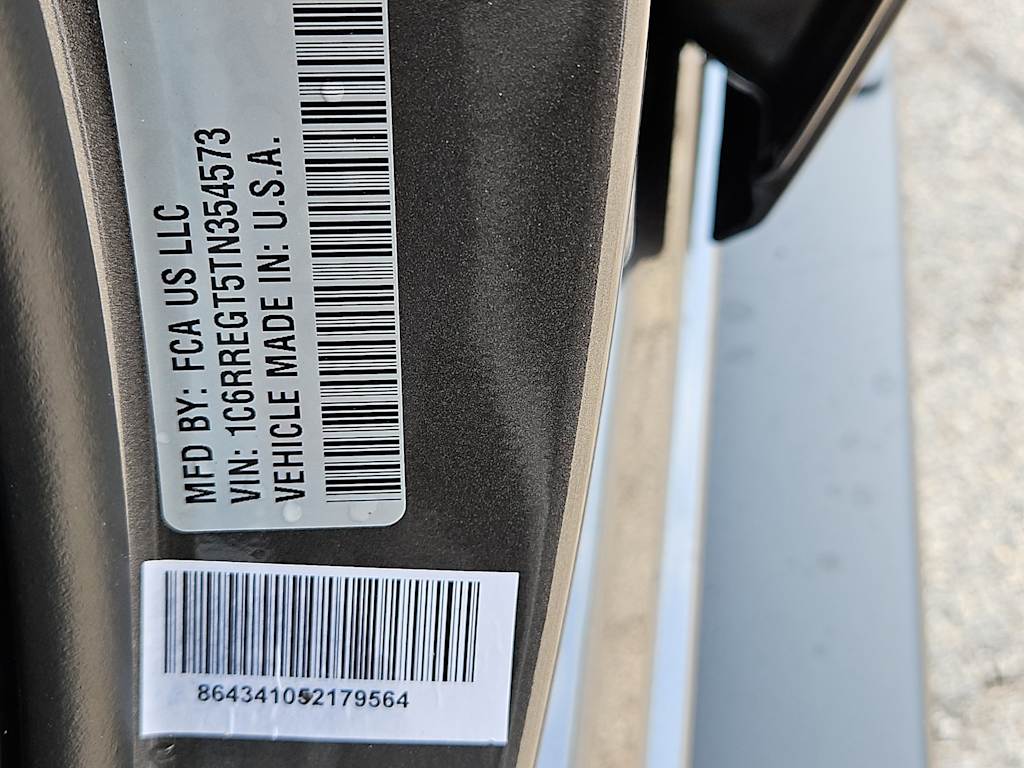 MFD BY: FCA US LLC
VIN: 1C6RREGT5TN354573
VEHICLE MADE IN: U.S.A.
864341052179564